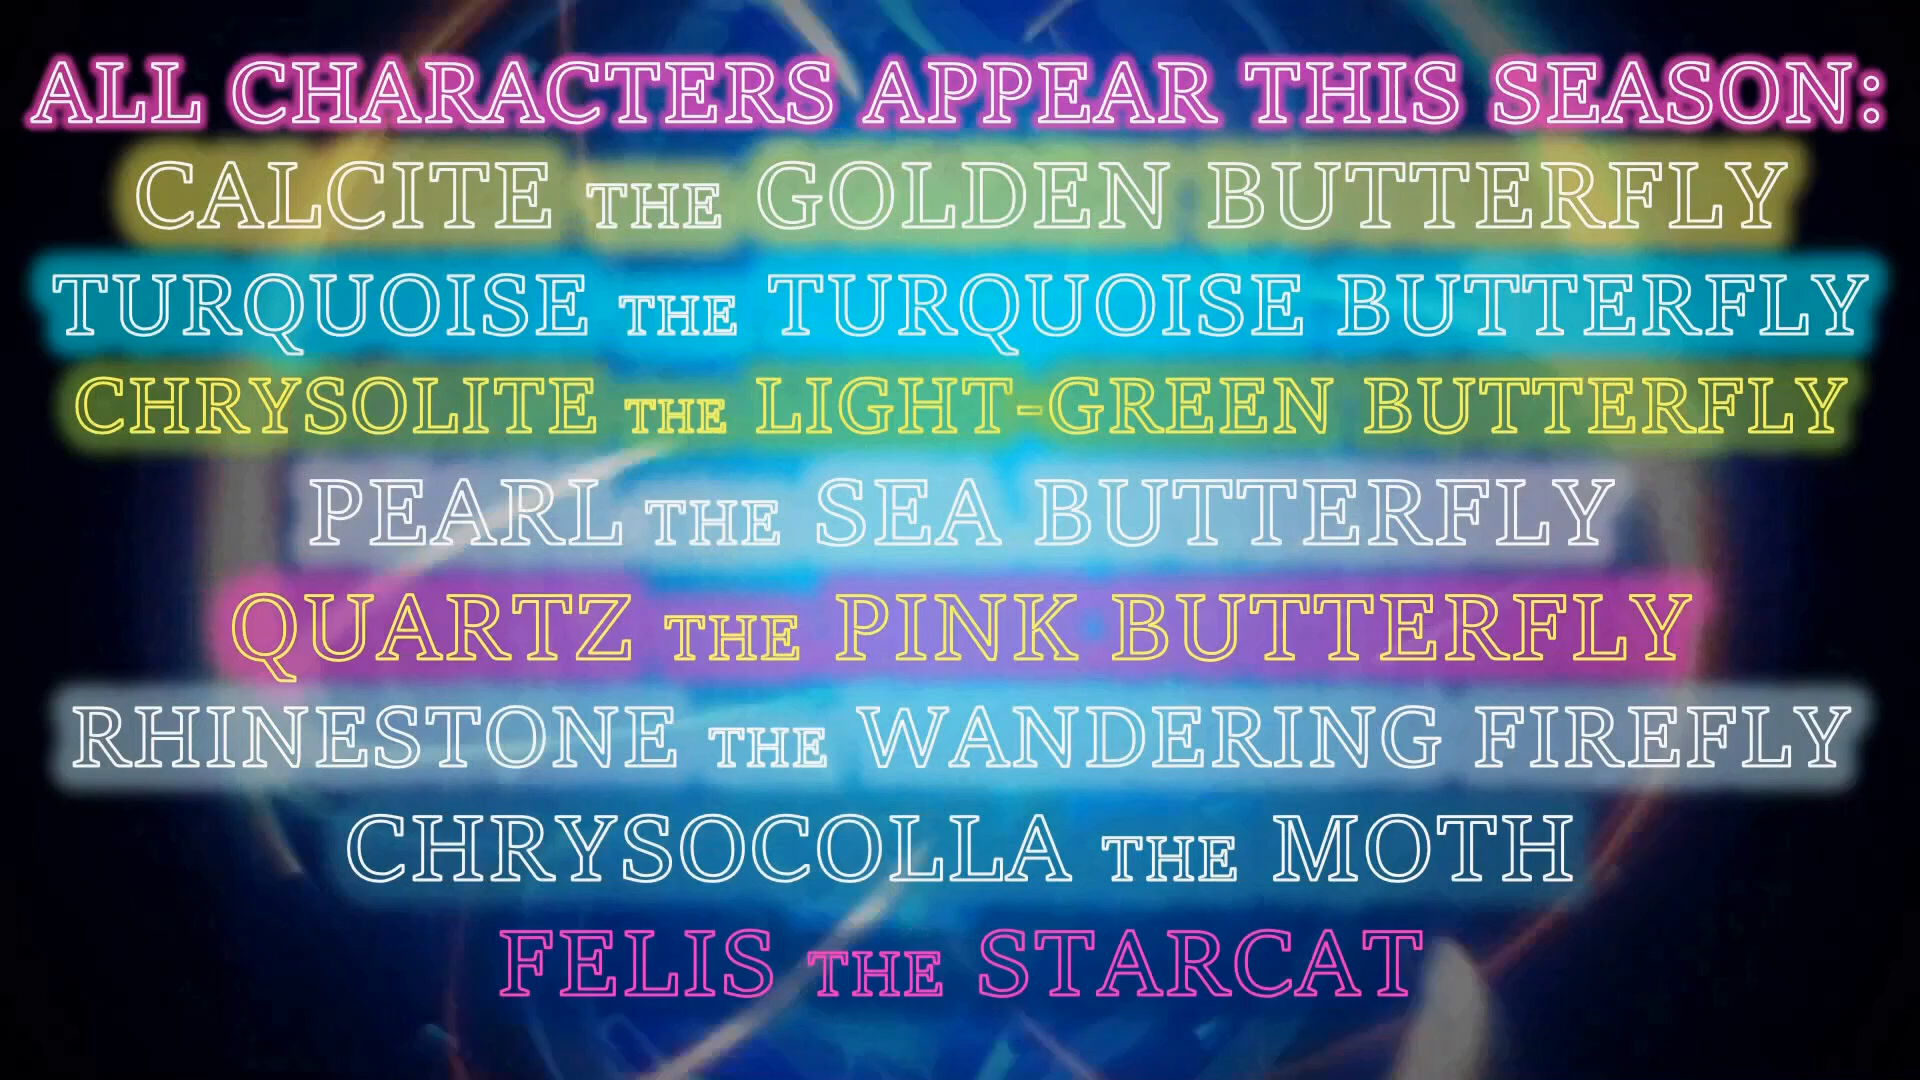 ALL CHARACTERS APPEAR THIS SEASON:
CALCITE THE GOLDEN BUTTERFLY
TURQUOISE THE TURQUOISE BUTTERFLY
CHRYSOLITE THE LIGHT-GREEN BUTTERFLY
PEARL THE SEA BUTTERFLY
QUARTZ THE PINK BUTTERFLY
RHINESTONE THE WANDERING FIREFLY
CHRYSOCOLLA THE MOTH
FELIS THE STARCAT